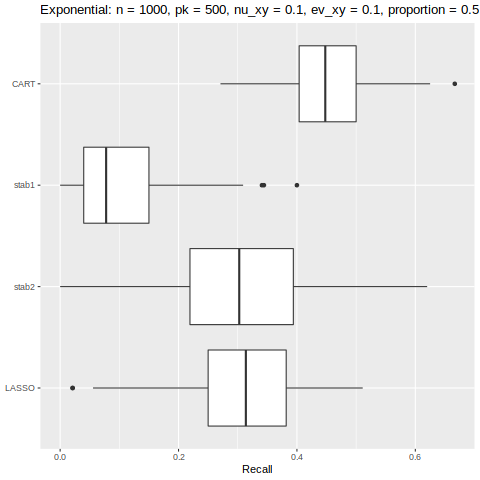 Exponential: n = 1000, pk = 500, nu_xy = 0.1, ev_xy = 0.1, proportion = 0.5
CART
stab1
stab2
LASSO
0.0 0.2 0.4 0.6
Recall